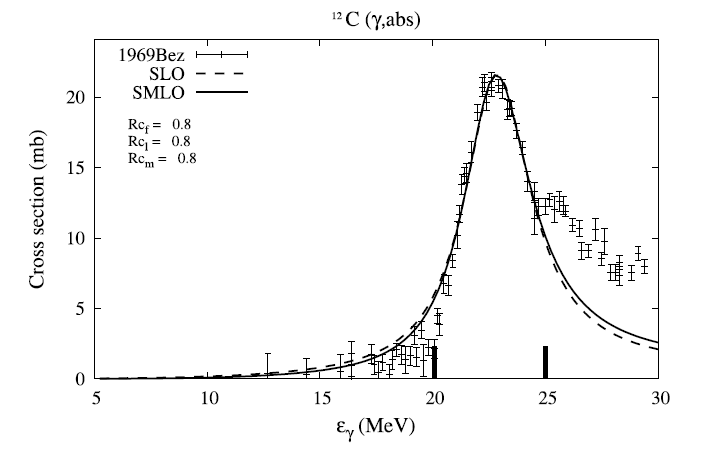 ¹²C (γ,abs)
1969Bez
SLO
SMLO
Rc_f = 0.8
Rc_l = 0.8
Rc_m = 0.8
Cross section (mb)
20
15
10
5
0
5 10 15 20 25 30
ε_γ (MeV)